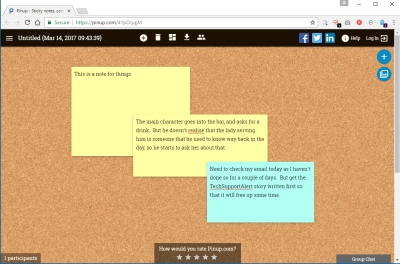 Pinup - Sticky notes, scr
Secure
https://pinup.com/
Untitled (Mar 14, 2017 09:43:39)
Help
Log In
This is a note for things
The main character goes into the bar, and asks for a
drink. But he doesn't realise that the lady serving
him is someone that he used to know way back in the
day, so he starts to ask her about that.
Need to check my email today as I haven't
done so for a couple of days. But get the
TechSupportAlert story written first so
that it will free up some time.
How would you rate Pinup.com?
1 participants
Group Chat